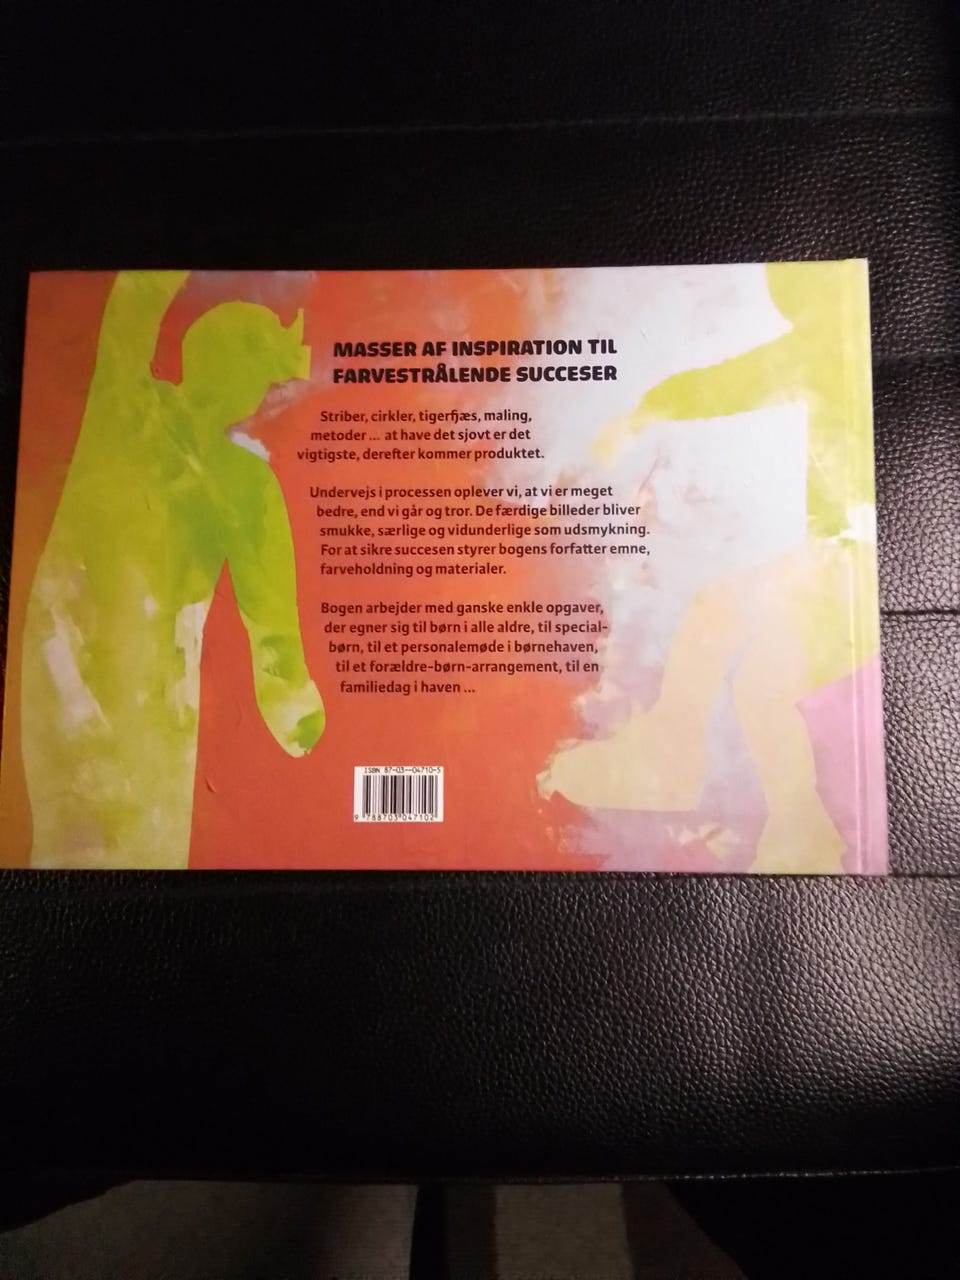 MASSER AF INSPIRATION TIL
FARVESTRÅLENDE SUCCESER
Striber, cirkler, tigerfjæs, maling,
metoder ... at have det sjovt er det
vigtigste, derefter kommer produktet.
Undervejs i processen oplever vi, at vi er meget
bedre, end vi går og tror. De færdige billeder bliver
smukke, særlige og vidunderlige som udsmykning.
For at sikre succesen styrer bogens forfatter emne,
farveholdning og materialer.
Bogen arbejder med ganske enkle opgaver,
der egner sig til børn i alle aldre, til special-
børn, til et personalemøde i børnehaven,
til et forældre-børn-arrangement, til en
familiedag i haven ...
ISBN 87-03--04710-5
9 788703 047102